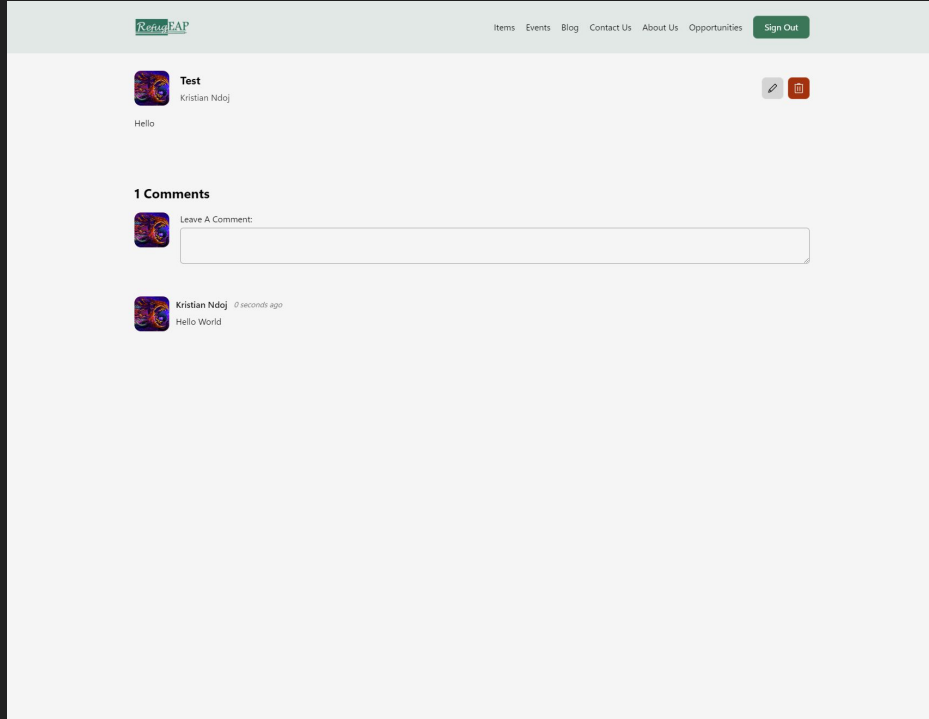 RefugEAP
Items Events Blog Contact Us About Us Opportunities Sign Out
Test
Kristian Ndoj
Hello
1 Comments
Leave A Comment:
Kristian Ndoj 0 seconds ago
Hello World